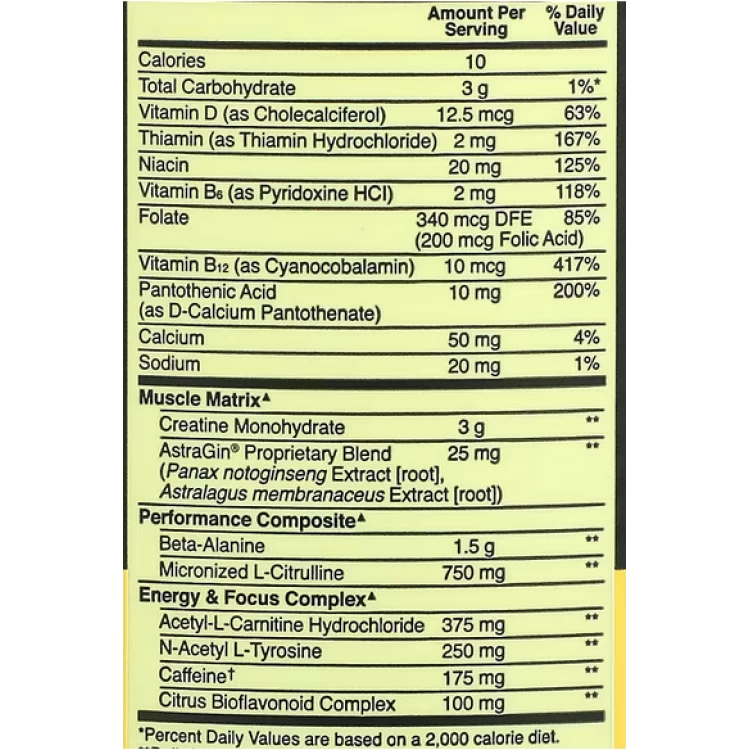 Amount Per % Daily
Serving Value
Calories 10
Total Carbohydrate 3 g 1%*
Vitamin D (as Cholecalciferol) 12.5 mcg 63%
Thiamin (as Thiamin Hydrochloride) 2 mg 167%
Niacin 20 mg 125%
Vitamin B₆ (as Pyridoxine HCl) 2 mg 118%
Folate 340 mcg DFE 85%
(200 mcg Folic Acid)
Vitamin B₁₂ (as Cyanocobalamin) 10 mcg 417%
Pantothenic Acid 10 mg 200%
(as D-Calcium Pantothenate)
Calcium 50 mg 4%
Sodium 20 mg 1%
Muscle Matrix▲
Creatine Monohydrate 3 g **
AstraGin® Proprietary Blend 25 mg **
(Panax notoginseng Extract [root],
Astralagus membranaceus Extract [root])
Performance Composite▲
Beta-Alanine 1.5 g **
Micronized L-Citrulline 750 mg **
Energy & Focus Complex▲
Acetyl-L-Carnitine Hydrochloride 375 mg **
N-Acetyl L-Tyrosine 250 mg **
Caffeine† 175 mg **
Citrus Bioflavonoid Complex 100 mg **
*Percent Daily Values are based on a 2,000 calorie diet.